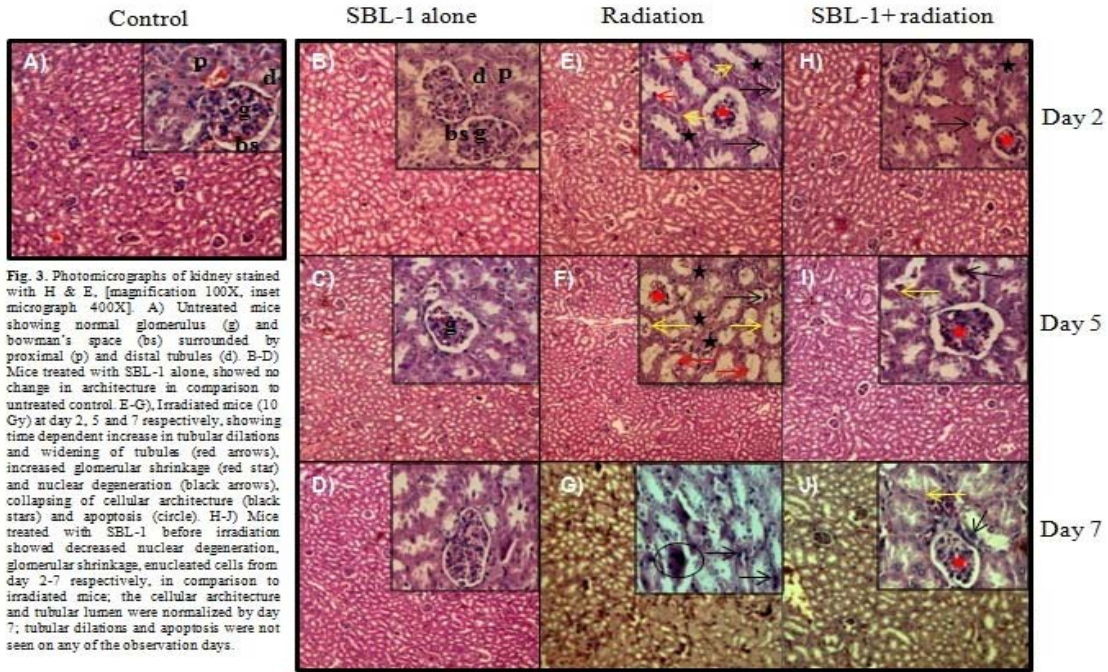 Control
SBL-1 alone
Radiation
SBL-1+ radiation
A)
p
d
g
bs
B)
d
p
bs g
E)
H)
Day 2
Fig. 3. Photomicrographs of kidney stained
with H & E, [magnification 100X, inset
micrograph 400X]. A) Untreated mice
showing normal glomerulus (g) and
bowman's space (bs) surrounded by
proximal (p) and distal tubules (d). B-D)
Mice treated with SBL-1 alone, showed no
change in architecture in comparison to
untreated control. E-G), Irradiated mice (10
Gy) at day 2, 5 and 7 respectively, showing
time dependent increase in tubular dilations
and widening of tubules (red arrows),
increased glomerular shrinkage (red star)
and nuclear degeneration (black arrows),
collapsing of cellular architecture (black
stars) and apoptosis (circle). H-J) Mice
treated with SBL-1 before irradiation
showed decreased nuclear degeneration,
glomerular shrinkage, enucleated cells from
day 2-7 respectively, in comparison to
irradiated mice; the cellular architecture
and tubular lumen were normalized by day
7; tubular dilations and apoptosis were not
seen on any of the observation days.
C)
g
F)
I)
Day 5
D)
G)
J)
Day 7